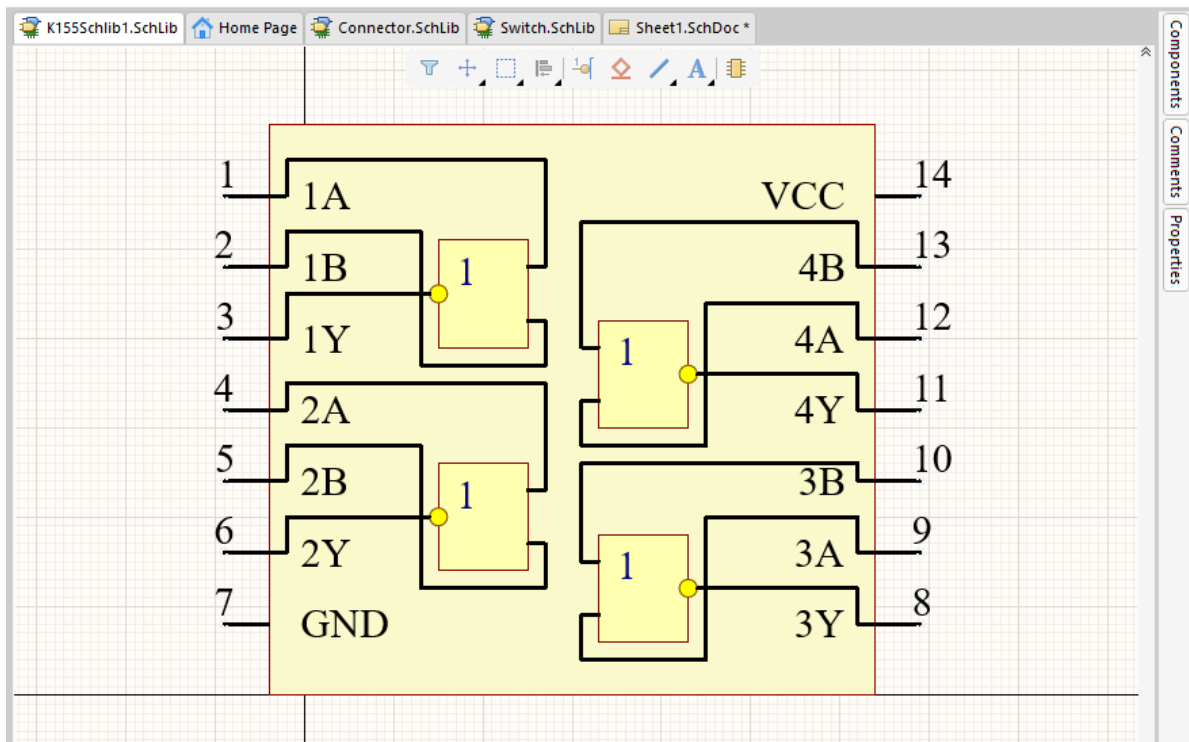 K155Schlib1.SchLib Home Page Connector.SchLib Switch.SchLib Sheet1.SchDoc *
A
Components
Comments
Properties
1 1A
2 1B
3 1Y
4 2A
5 2B
6 2Y
7 GND
1
1
VCC 14
4B 13
4A 12
4Y 11
3B 10
3A 9
3Y 8
1
1